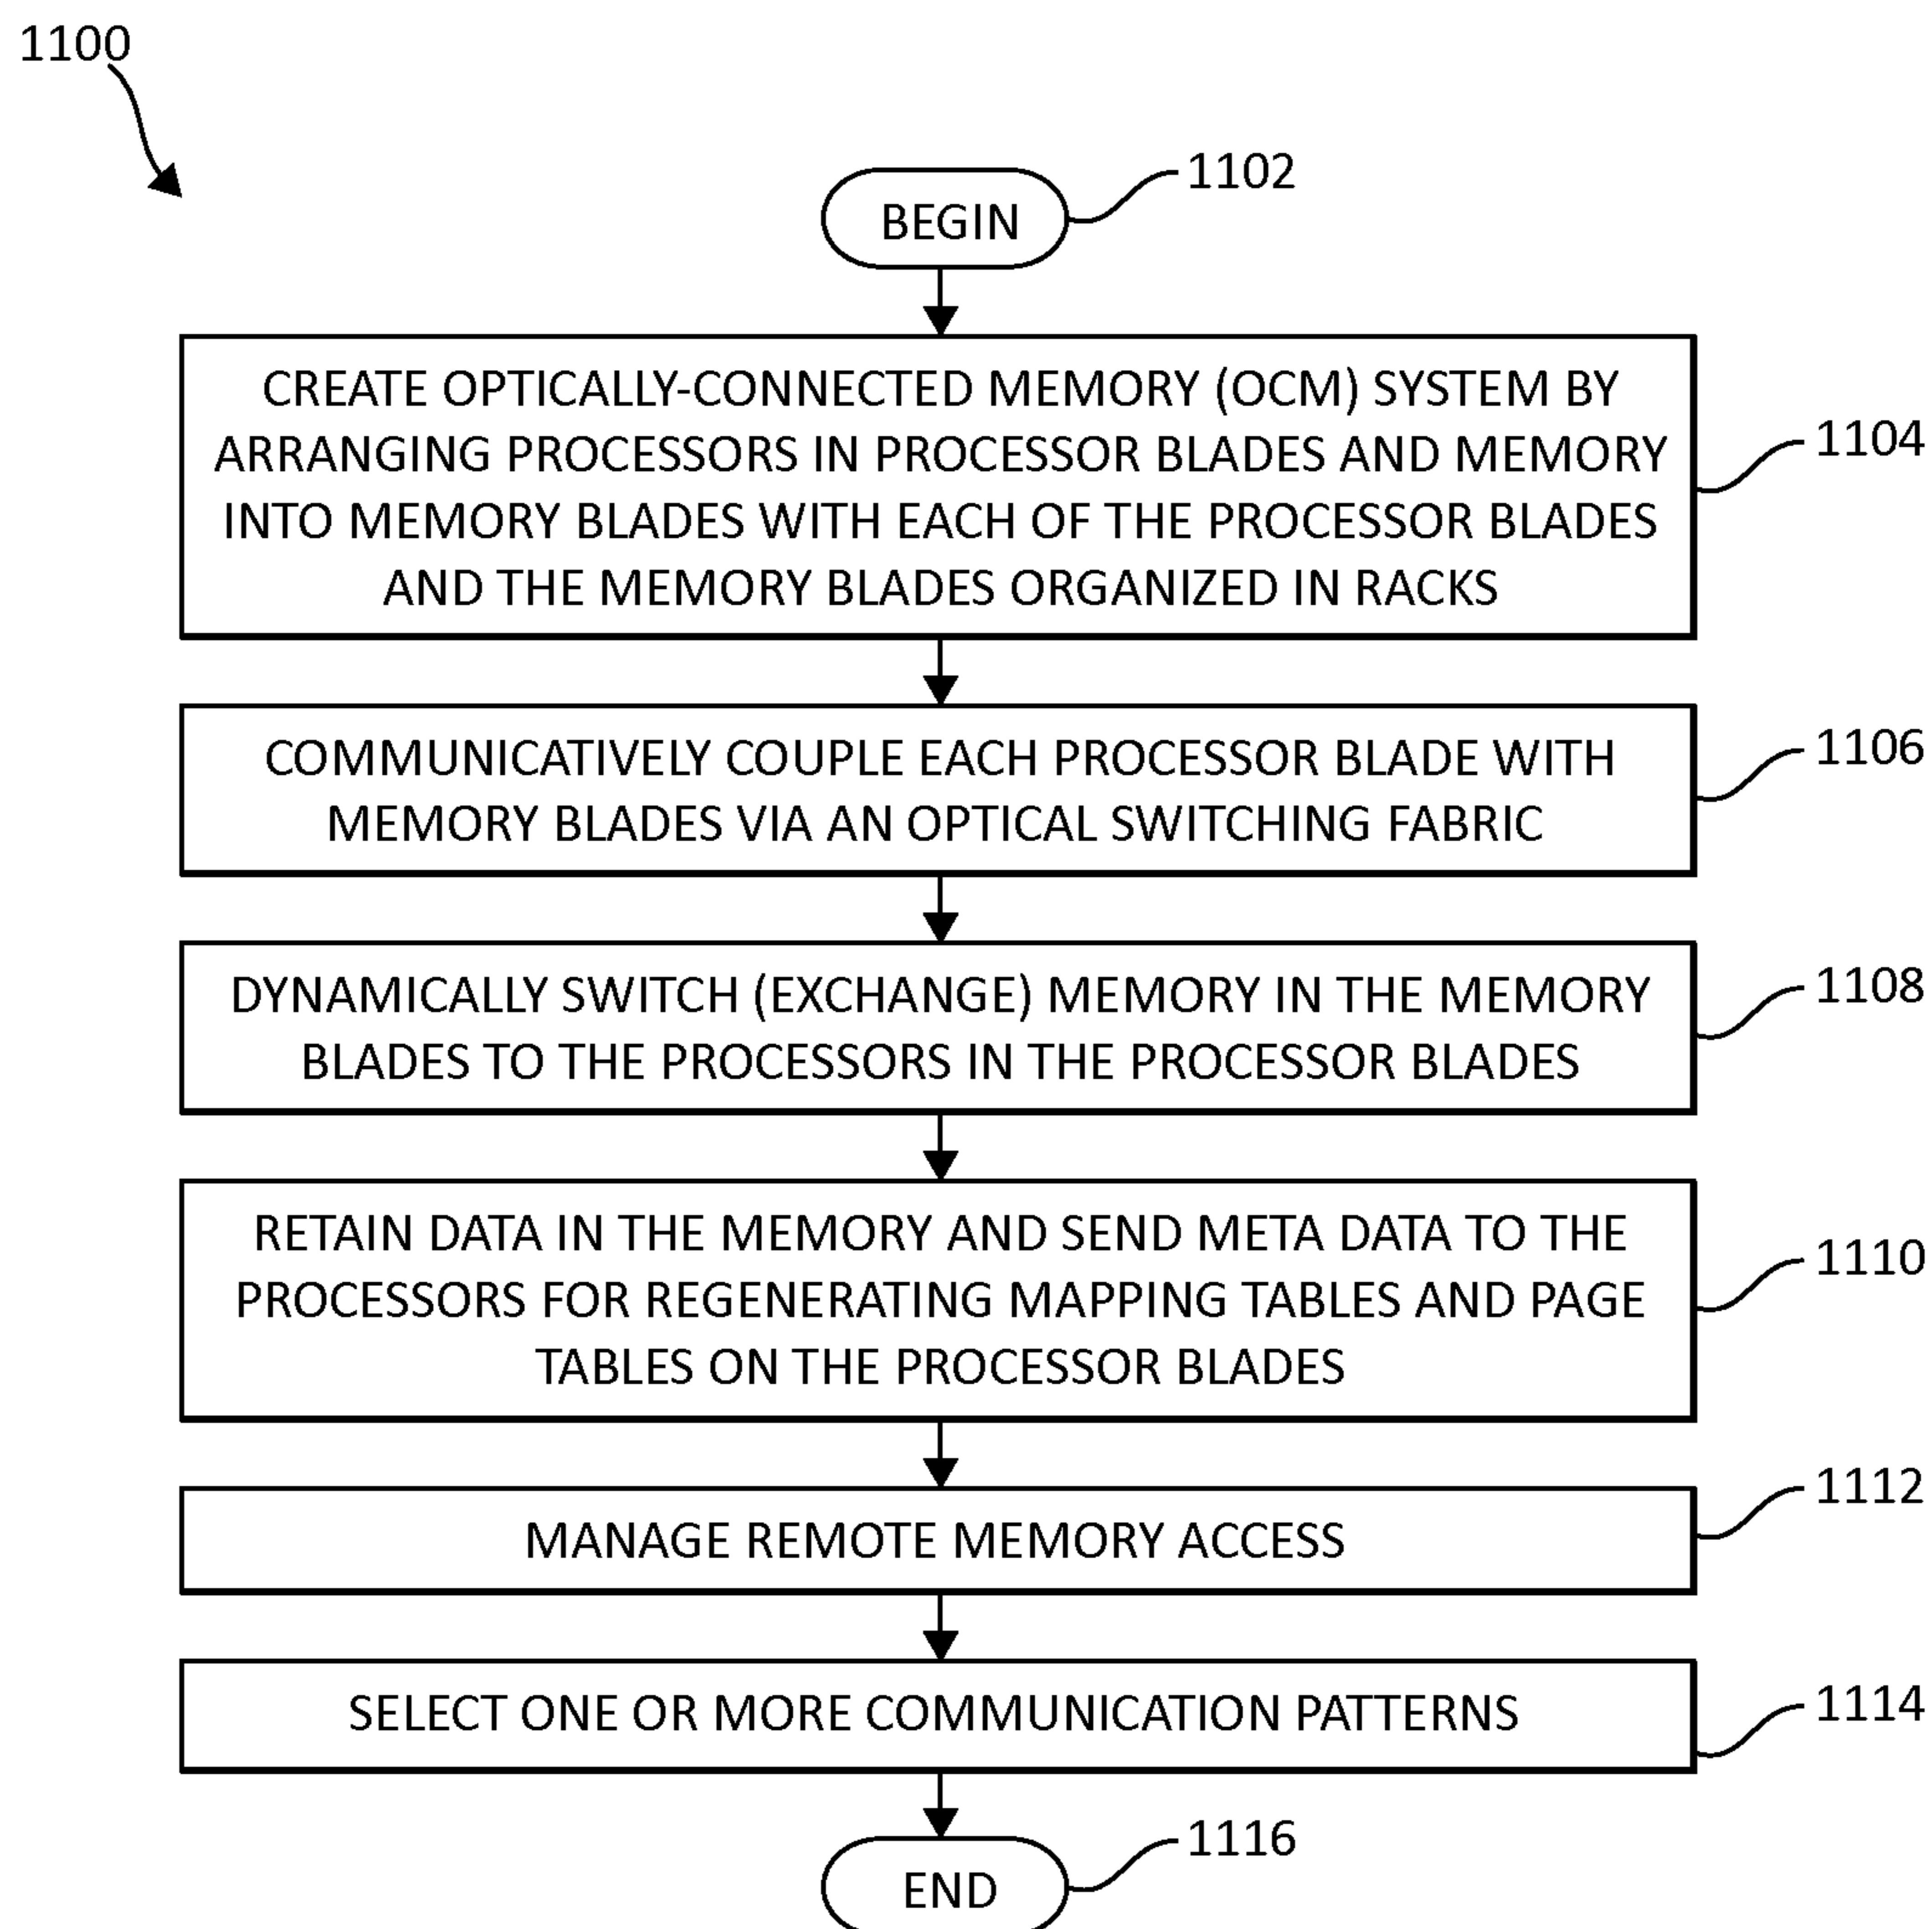 1100
1102
BEGIN
CREATE OPTICALLY-CONNECTED MEMORY (OCM) SYSTEM BY
ARRANGING PROCESSORS IN PROCESSOR BLADES AND MEMORY
INTO MEMORY BLADES WITH EACH OF THE PROCESSOR BLADES
AND THE MEMORY BLADES ORGANIZED IN RACKS
1104
COMMUNICATIVELY COUPLE EACH PROCESSOR BLADE WITH
MEMORY BLADES VIA AN OPTICAL SWITCHING FABRIC
1106
DYNAMICALLY SWITCH (EXCHANGE) MEMORY IN THE MEMORY
BLADES TO THE PROCESSORS IN THE PROCESSOR BLADES
1108
RETAIN DATA IN THE MEMORY AND SEND META DATA TO THE
PROCESSORS FOR REGENERATING MAPPING TABLES AND PAGE
TABLES ON THE PROCESSOR BLADES
1110
MANAGE REMOTE MEMORY ACCESS
1112
SELECT ONE OR MORE COMMUNICATION PATTERNS
1114
END
1116